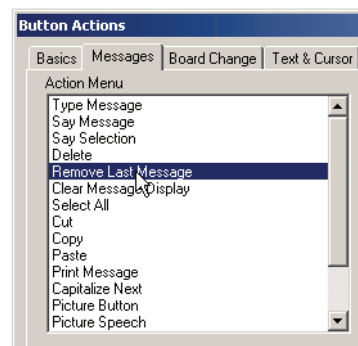 Button Actions
Basics Messages Board Change Text & Cursor
Action Menu
Type Message
Say Message
Say Selection
Delete
Remove Last Message
Clear Message Display
Select All
Cut
Copy
Paste
Print Message
Capitalize Next
Picture Button
Picture Speech